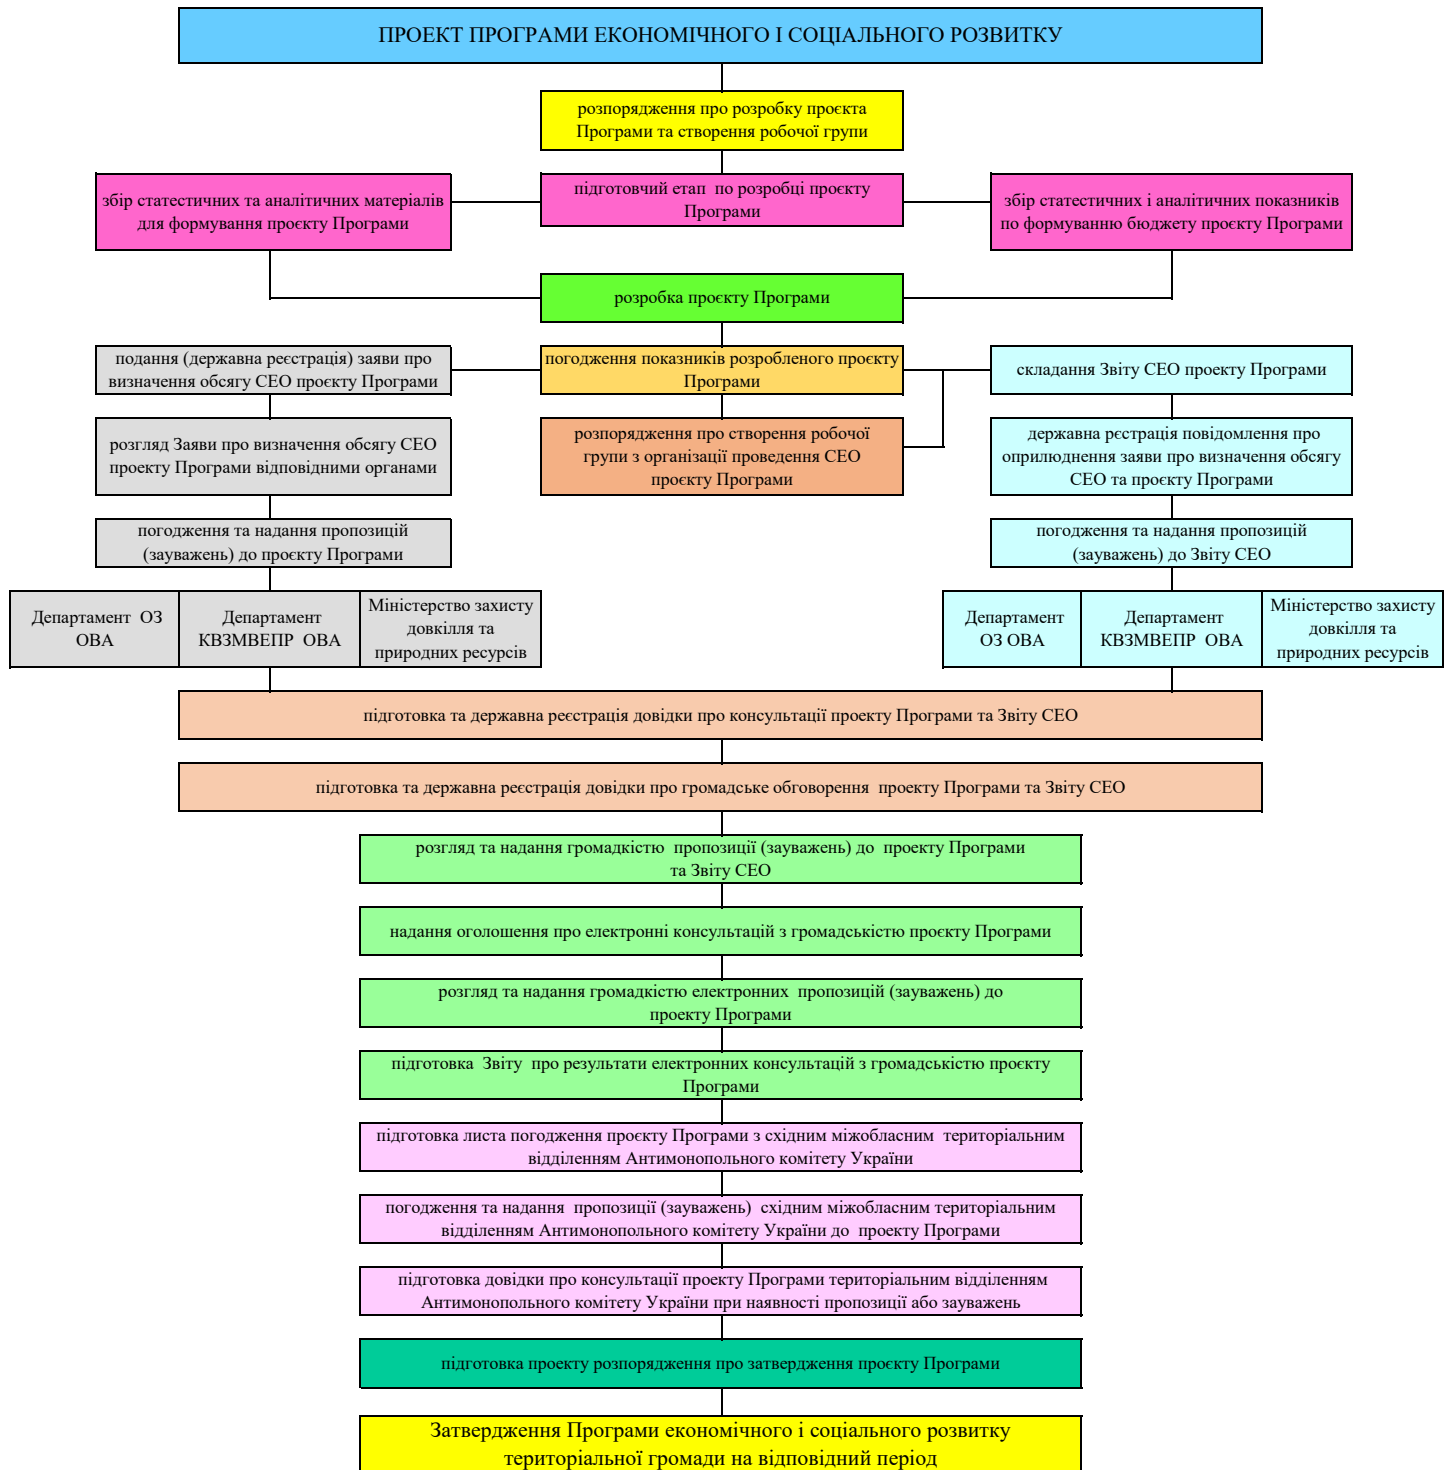 ПРОЕКТ ПРОГРАМИ ЕКОНОМІЧНОГО І СОЦІАЛЬНОГО РОЗВИТКУ
розпорядження про розробку проєкта
Програми та створення робочої групи
збір статестичних та аналітичних матеріалів
для формування проєкту Програми
підготовчий етап по розробці проєкту
Програми
збір статестичних і аналітичних показників
по формуванню бюджету проєкту Програми
розробка проєкту Програми
подання (державна реєстрація) заяви про
визначення обсягу СЕО проєкту Програми
погодження показників розробленого проєкту
Програми
складання Звіту СЕО проекту Програми
розгляд Заяви про визначення обсягу СЕО
проекту Програми відповідними органами
розпорядження про створення робочої
групи з організації проведення СЕО
проєкту Програми
державна рєстрація повідомлення про
оприлюднення заяви про визначення обсягу
СЕО та проєкту Програми
погодження та надання пропозицій
(зауважень) до проєкту Програми
погодження та надання пропозицій
(зауважень) до Звіту СЕО
Департамент ОЗ
ОВА
Департамент
КВЗМВЕПР ОВА
Міністерство захисту
довкілля та
природних ресурсів
Департамент
ОЗ ОВА
Департамент
КВЗМВЕПР ОВА
Міністерство захисту
довкілля та
природних ресурсів
підготовка та державна реєстрація довідки про консультації проекту Програми та Звіту СЕО
підготовка та державна реєстрація довідки про громадське обговорення проекту Програми та Звіту СЕО
розгляд та надання громадкістю пропозиції (зауважень) до проекту Програми
та Звіту СЕО
надання оголошення про електронні консультацій з громадськістю проєкту Програми
розгляд та надання громадкістю електронних пропозицій (зауважень) до
проекту Програми
підготовка Звіту про результати електронних консультацій з громадськістю проєкту
Програми
підготовка листа погодження проєкту Програми з східним міжобласним територіальним
відділенням Антимонопольного комітету України
погодження та надання пропозиції (зауважень) східним міжобласним територіальним
відділенням Антимонопольного комітету України до проекту Програми
підготовка довідки про консультації проекту Програми територіальним відділенням
Антимонопольного комітету України при наявності пропозиції або зауважень
підготовка проекту розпорядження про затвердження проєкту Програми
Затвердження Програми економічного і соціального розвитку
територіальної громади на відповідний період